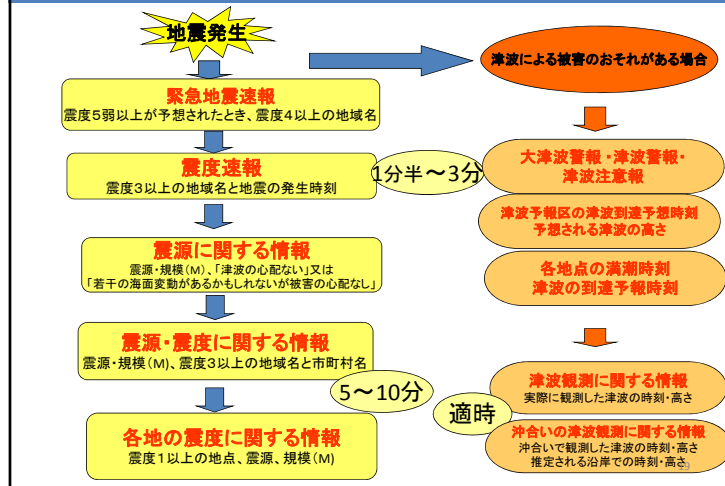 地震発生
津波による被害のおそれがある場合
緊急地震速報
震度5弱以上が予想されたとき、震度4以上の地域名
震度速報
震度3以上の地域名と地震の発生時刻
1分半～3分
大津波警報・津波警報・
津波注意報
津波予報区の津波到達予想時刻
予想される津波の高さ
震源に関する情報
震源・規模(M)、「津波の心配ない」又は
「若干の海面変動があるかもしれないが被害の心配なし」
各地点の満潮時刻
津波の到達予報時刻
震源・震度に関する情報
震源・規模(M)、震度3以上の地域名と市町村名
5～10分
適時
津波観測に関する情報
実際に観測した津波の時刻・高さ
各地の震度に関する情報
震度1以上の地点、震源、規模(M)
沖合いの津波観測に関する情報
沖合いで観測した津波の時刻・高さ
推定される沿岸での時刻・高さ
19